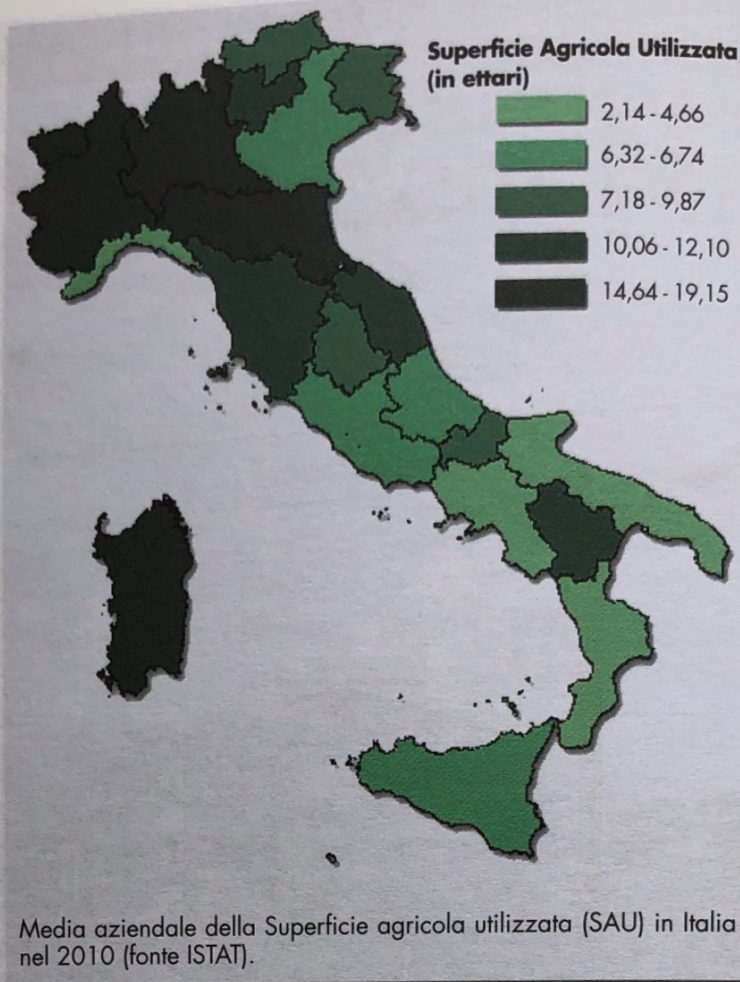 Superficie Agricola Utilizzata
(in ettari)
2,14 - 4,66
6,32 - 6,74
7,18 - 9,87
10,06 - 12,10
14,64 - 19,15
Media aziendale della Superficie agricola utilizzata (SAU) in Italia
nel 2010 (fonte ISTAT).